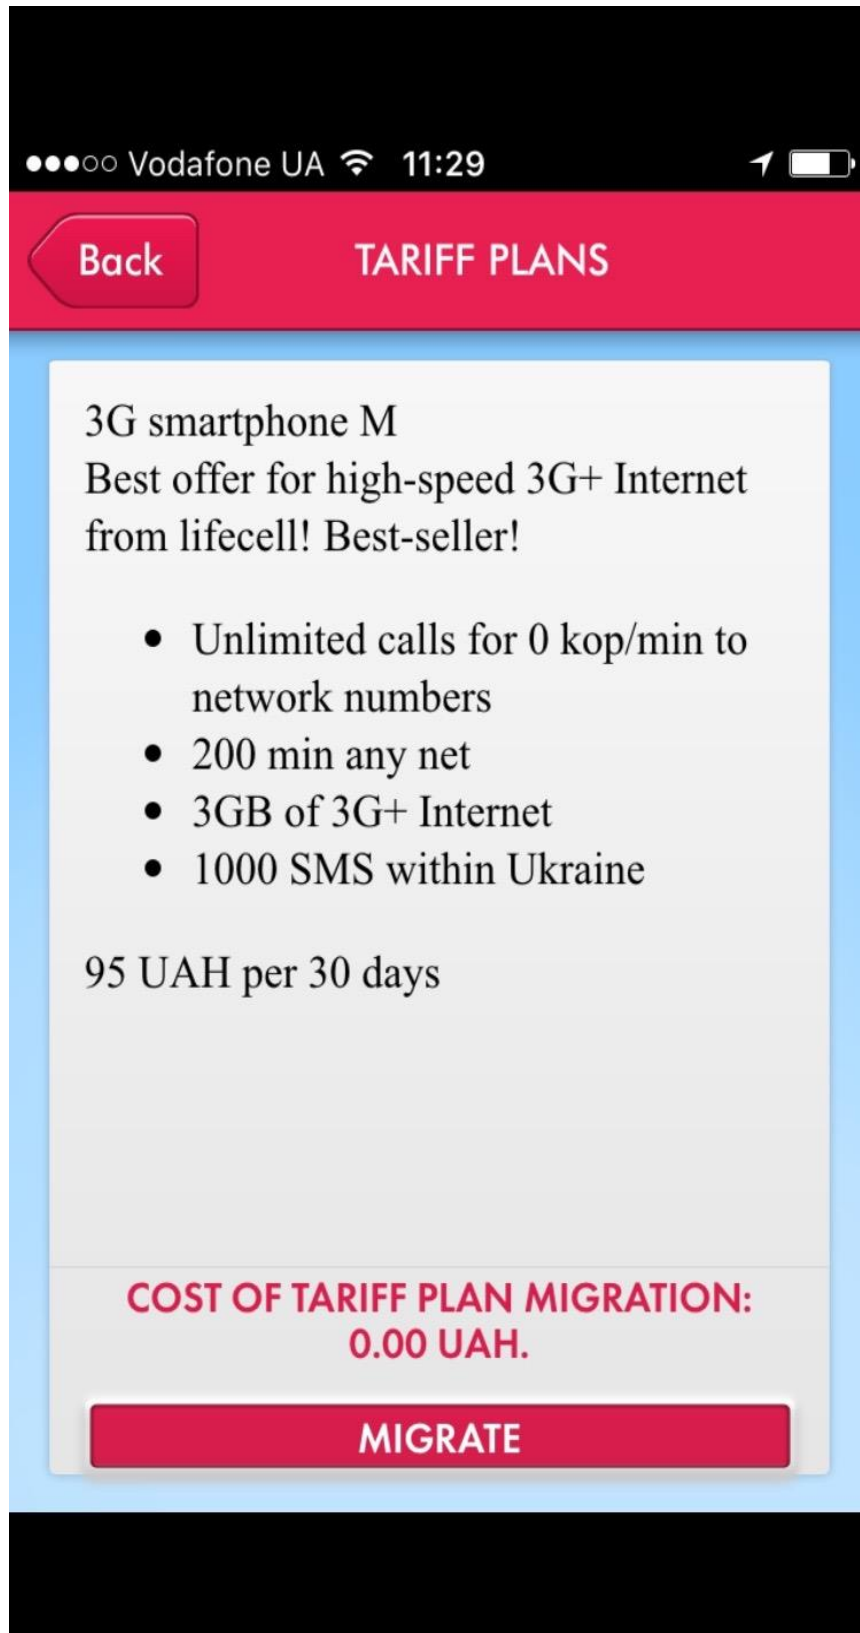 Vodafone UA 11:29
Back TARIFF PLANS
3G smartphone M
Best offer for high-speed 3G+ Internet
from lifecell! Best-seller!
• Unlimited calls for 0 kop/min to
network numbers
• 200 min any net
• 3GB of 3G+ Internet
• 1000 SMS within Ukraine
95 UAH per 30 days
COST OF TARIFF PLAN MIGRATION:
0.00 UAH.
MIGRATE